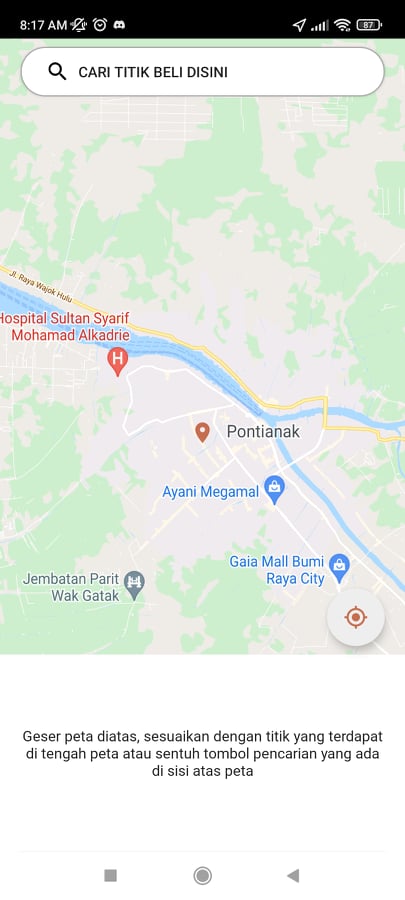 8:17 AM
87
CARI TITIK BELI DISINI
Jl. Raya Wajok Hulu
Hospital Sultan Syarif
Mohamad Alkadrie
H
Pontianak
Ayani Megamal
Gaia Mall Bumi
Raya City
Jembatan Parit
Wak Gatak
Geser peta diatas, sesuaikan dengan titik yang terdapat
di tengah peta atau sentuh tombol pencarian yang ada
di sisi atas peta